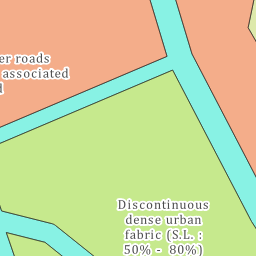 er roads
associated
d
Discontinuous
dense urban
fabric (S.L. :
50% - 80%)